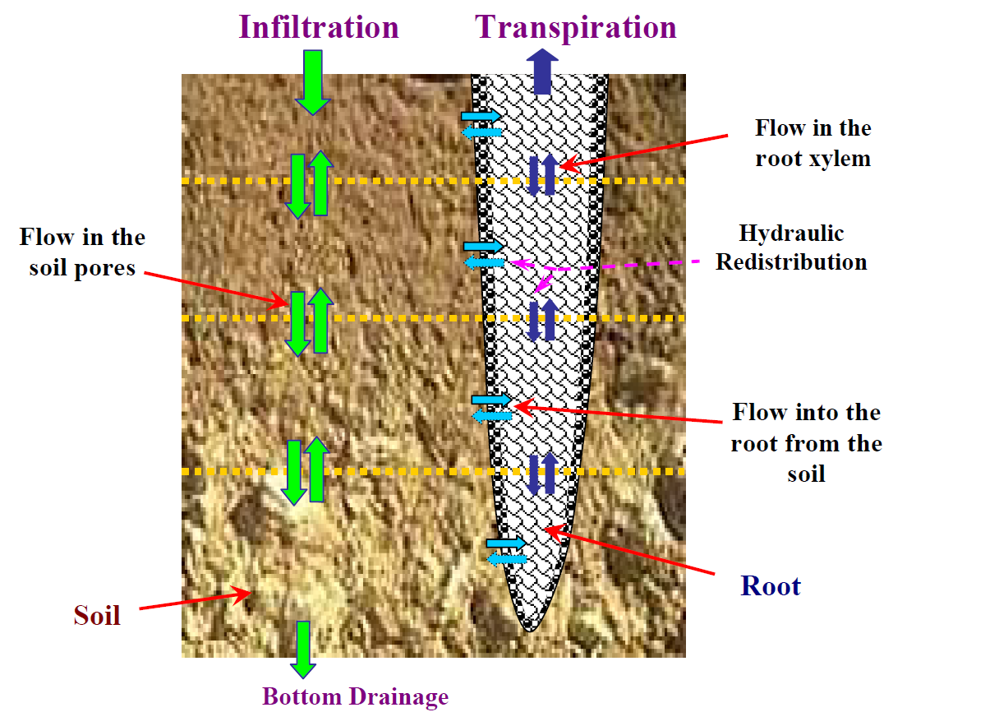 Infiltration
Transpiration
Flow in the
root xylem
Flow in the
soil pores
Hydraulic
Redistribution
Flow into the
root from the
soil
Root
Soil
Bottom Drainage